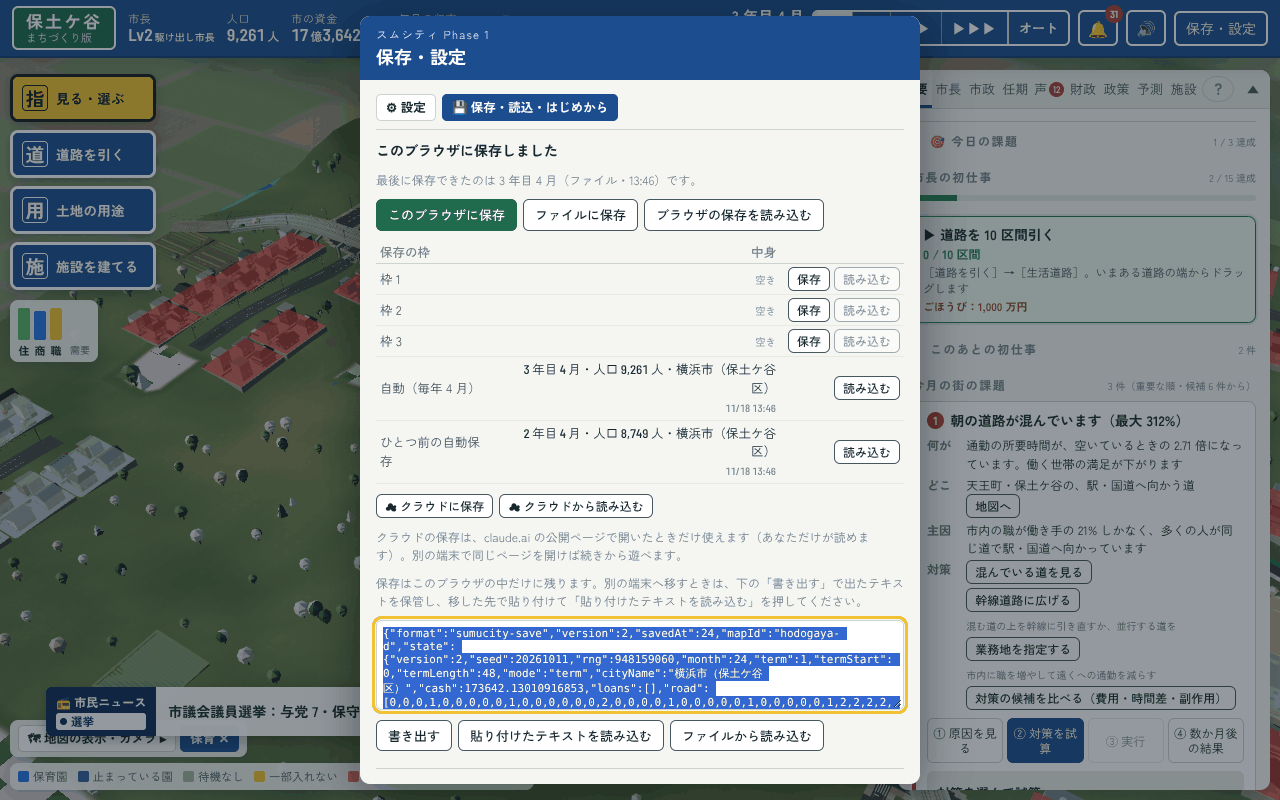 保土ケ谷
まちづくり版
市長
Lv2 駆け出し市長
人口
9,261 人
市の資金
17 億3,642
▶▶▶
オート
🔔
31
🔊
保存・設定
指 見る・選ぶ
道 道路を引く
用 土地の用途
施 施設を建てる
住 商 職 需要
スムシティ Phase 1
保存・設定
⚙ 設定
💾 保存・読込・はじめから
このブラウザに保存しました
最後に保存できたのは 3 年目 4 月（ファイル・13:46）です。
このブラウザに保存
ファイルに保存
ブラウザの保存を読み込む
保存の枠 中身
枠 1 空き 保存 読み込む
枠 2 空き 保存 読み込む
枠 3 空き 保存 読み込む
自動（毎年 4 月）
3 年目 4 月・人口 9,261 人・横浜市（保土ケ谷
区）
11/18 13:46
読み込む
ひとつ前の自動保
存
2 年目 4 月・人口 8,749 人・横浜市（保土ケ谷
区）
11/18 13:46
読み込む
☁ クラウドに保存
☁ クラウドから読み込む
クラウドの保存は、claude.ai の公開ページで開いたときだけ使えます（あなただけが読めま
す）。別の端末で同じページを開けば続きから遊べます。
保存はこのブラウザの中だけに残ります。別の端末へ移すときは、下の「書き出す」で出たテキス
トを保管し、移した先で貼り付けて「貼り付けたテキストを読み込む」を押してください。
{"format":"sumucity-save","version":2,"savedAt":24,"mapId":"hodogaya-
d","state":
{"version":2,"seed":20261011,"rng":948159060,"month":24,"term":1,"termStart":
0,"termLength":48,"mode":"term","cityName":"横浜市（保土ケ谷
区）","cash":173642.13010916853,"loans":[],"road":
[0,0,0,1,0,0,0,0,0,1,0,0,0,0,0,2,0,0,0,0,1,0,0,0,0,0,1,0,0,0,0,0,1,2,2,2,2,
書き出す
貼り付けたテキストを読み込む
ファイルから読み込む
市長 市政 任期 声 12 財政 政策 予測 施設 ? ▲
🎯 今日の課題 1 / 3 達成
長の初仕事 2 / 15 達成
▶ 道路を 10 区間引く
0 / 10 区間
［道路を引く］→［生活道路］。いまある道路の端からドラッ
グします
ごほうび：1,000 万円
このあとの初仕事 2 件
月の街の課題 3 件（重要な順・候補 6 件から）
1 朝の道路が混んでいます（最大 312%）
何が 通勤の所要時間が、空いているときの 2.71 倍になっ
ています。働く世帯の満足が下がります
どこ 天王町・保土ケ谷の、駅・国道へ向かう道
地図へ
主因 市内の職が働き手の 21% しかなく、多くの人が同
じ道で駅・国道へ向かっています
対策 混んでいる道を見る
幹線道路に広げる
混む道の上を幹線に引き直すか、並行する道を
業務地を指定する
市内に職を増やして遠くへの通勤を減らす
対策の候補を比べる（費用・時間差・副作用）
① 原因を見
る
② 対策を試
算
③ 実行
④ 数か月後
の結果
📻 市民ニュース
● 選挙
市議会議員選挙：与党 7・保守
保育 ✕
保育園 止まっている園 待機なし 一部入れない